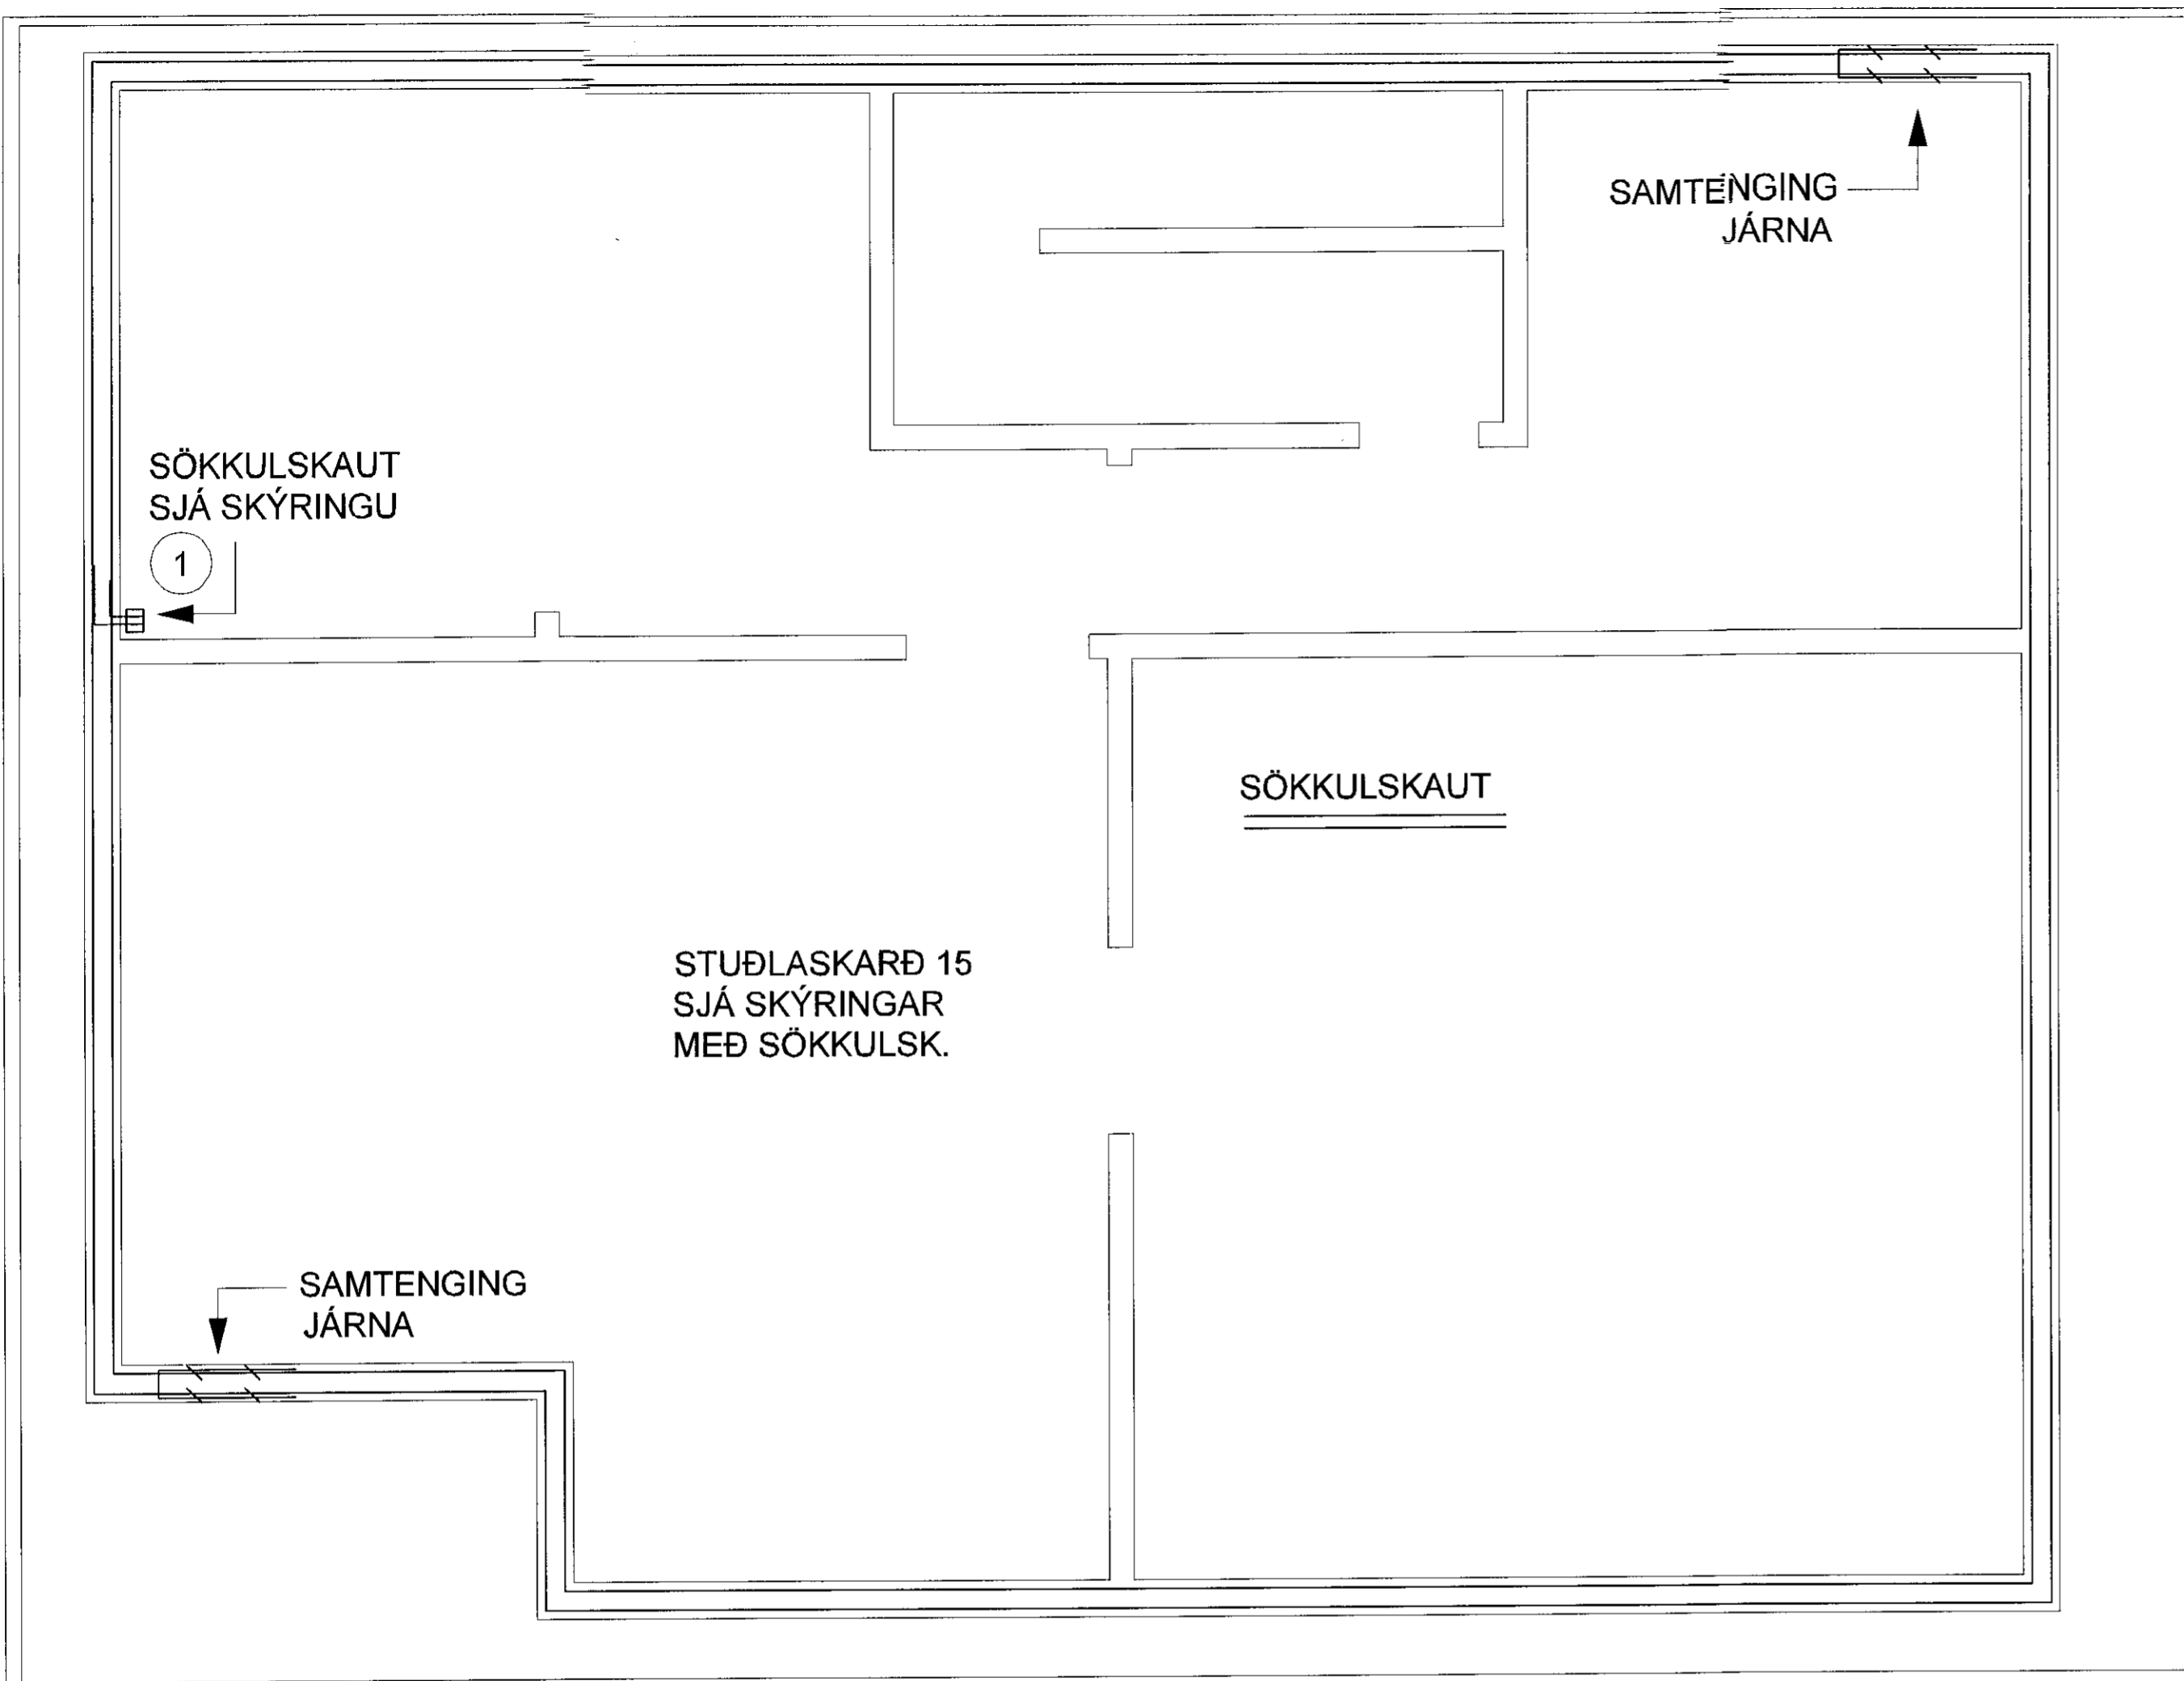 SAMTENGING
JÁRNA
SÖKKULSKAUT
SJÁ SKÝRINGU
1
SÖKKULSKAUT
STUÐLASKARÐ 15
SJÁ SKÝRINGAR
MEÐ SÖKKULSK.
SAMTENGING
JÁRNA